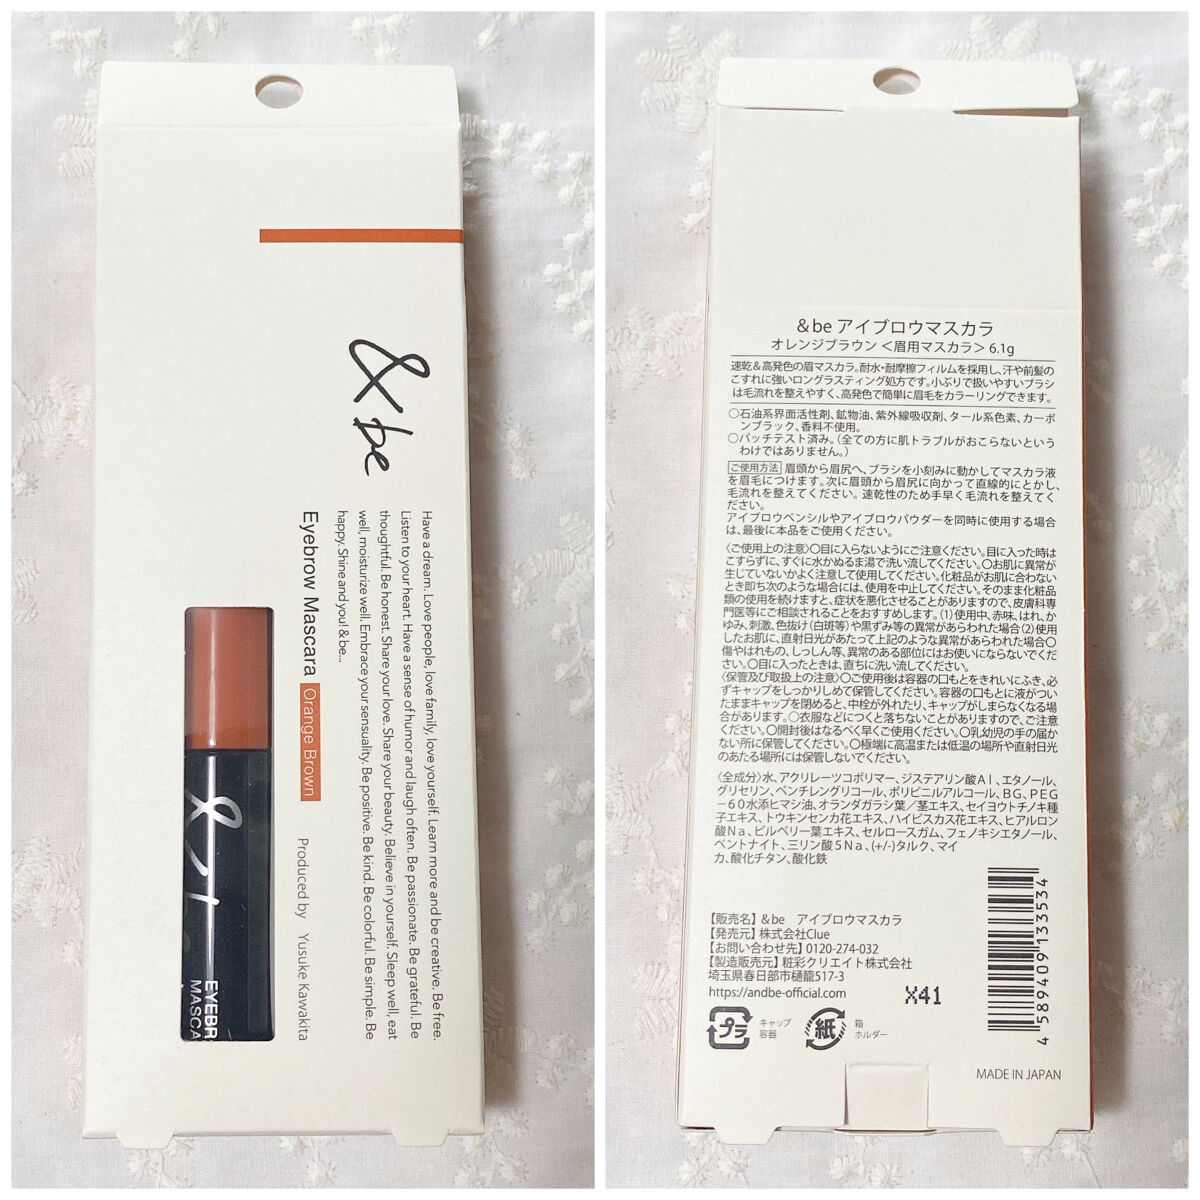 & be
Have a dream. Love people, love family, love yourself. Learn more and be creative. Be free.
Listen to your heart. Have a sense of humor and laugh often. Be passionate. Be grateful. Be
thoughtful. Be honest. Share your love. Share your beauty. Believe in yourself. Sleep well, eat
well, moisturize well. Embrace your sensuality. Be positive. Be kind. Be colorful. Be simple. Be
happy. Shine and you! & be...
Eyebrow Mascara Orange Brown Produced by Yusuke Kawakita
EYEBR
MASCA
&be アイブロウマスカラ
オレンジブラウン <眉用マスカラ> 6.1g
速乾&高発色の眉マスカラ。耐水・耐摩擦フィルムを採用し、汗や前髪の
こすれに強いロングラスティング処方です。小ぶりで扱いやすいブラシ
は毛流れを整えやすく、高発色で簡単に眉毛をカラーリングできます。
○石油系界面活性剤、鉱物油、紫外線吸収剤、タール系色素、カーボ
ンブラック、香料不使用。
○パッチテスト済み。(全ての方に肌トラブルがおこらないという
わけではありません。)
ご使用方法 眉頭から眉尻へ、ブラシを小刻みに動かしてマスカラ液
を眉毛につけます。次に眉頭から眉尻に向かって直線的にとかし、
毛流れを整えてください。速乾性のため手早く毛流れを整えてく
ださい。
アイブロウペンシルやアイブロウパウダーを同時に使用する場合
は、最後に本品をご使用ください。
〈ご使用上の注意〉○目に入らないようにご注意ください。目に入った時は
こすらずに、すぐに水かぬるま湯で洗い流してください。○お肌に異常が
生じていないかよく注意して使用してください。化粧品がお肌に合わない
とき即ち次のような場合には、使用を中止してください。そのまま化粧品
類の使用を続けますと、症状を悪化させることがありますので、皮膚科専
門医等にご相談されることをおすすめします。(1)使用中、赤味、はれ、か
ゆみ、刺激、色抜け(白斑等)や黒ずみ等の異常があらわれた場合(2)使用
したお肌に、直射日光があたって上記のような異常があらわれた場合○
傷やはれもの、しっしん等、異常のある部位にはお使いにならないでくだ
さい。○目に入ったときは、直ちに洗い流してください。
〈保管及び取扱上の注意〉○ご使用後は容器の口もとをきれいにふき、必
ずキャップをしっかりしめて保管してください。容器の口もとに液がつい
たままキャップを閉めると、中栓が外れたり、キャップがしまらなくなる場
合があります。○衣服などにつくと落ちないことがありますので、ご注意
ください。○開封後はなるべく早くご使用ください。○乳幼児の手の届か
ない所に保管してください。○極端に高温または低温の場所や直射日光
のあたる場所には保管しないでください。
〈全成分〉水、アクリレーツコポリマー、ジステアリン酸Al、エタノール、
グリセリン、ペンチレングリコール、ポリビニルアルコール、BG、PEG
－60水添ヒマシ油、オランダガラシ葉／茎エキス、セイヨウトチノキ種
子エキス、トウキンセンカ花エキス、ハイビスカス花エキス、ヒアルロン
酸Na、ビルベリー葉エキス、セルロースガム、フェノキシエタノール、
ベントナイト、三リン酸5Na、(+/-)タルク、マイ
カ、酸化チタン、酸化鉄
【販売名】&be アイブロウマスカラ
【発売元】株式会社Clue
【お問い合わせ先】0120-274-032
【製造販売元】粧彩クリエイト株式会社
埼玉県春日部市樋籠517-3
https://andbe-official.com
X41
4589409133534
プラ キャップ
容器
紙 箱
ホルダー
MADE IN JAPAN